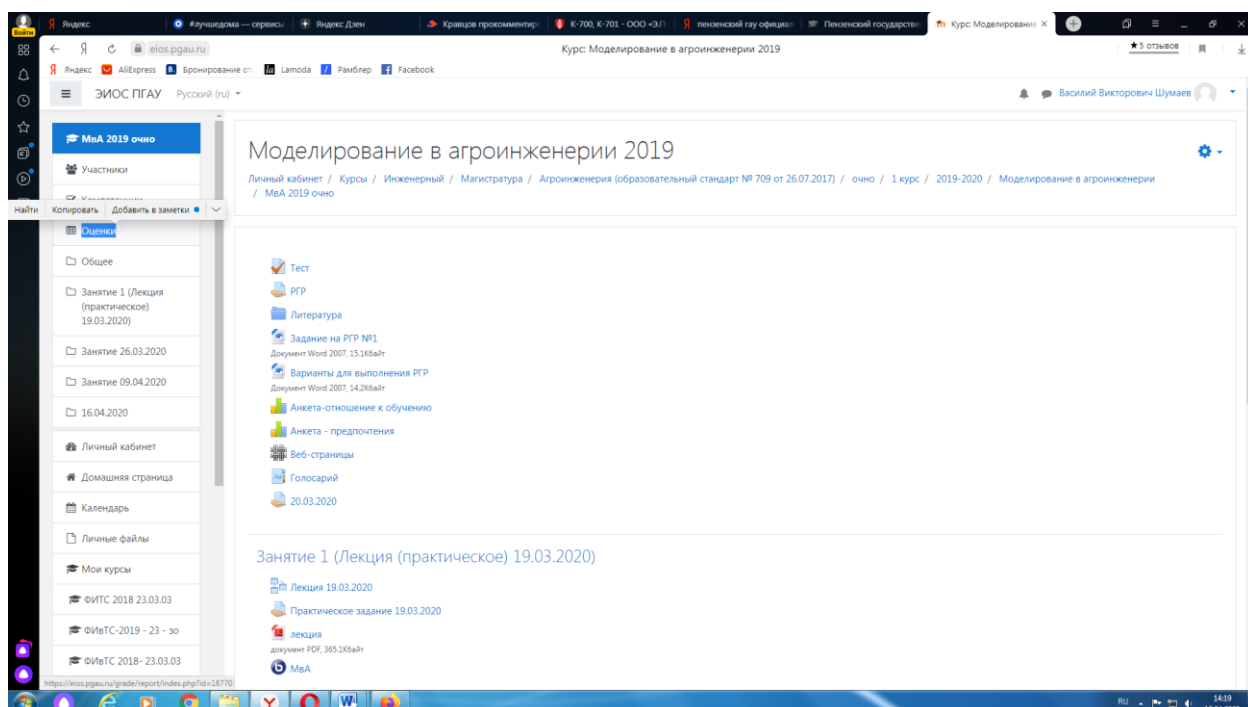 Войти
Яндекс
#лучшедома — сервисы
Яндекс.Дзен
Кравцов прокомментир
К-700, К-701 - ООО «Э.Л.
пензенский гау официал
Пензенский государстве
Курс: Моделирование
eios.pgau.ru
Курс: Моделирование в агроинженерии 2019
★5 отзывов
Яндекс
AliExpress
Бронирование от
Lamoda
Рамблер
Facebook
ЭИОС ПГАУ
Русский (ru)
Василий Викторович Шумаев
МвА 2019 очно
Участники
Найти
Копировать
Добавить в заметки
Оценки
Общее
Занятие 1 (Лекция
(практическое)
19.03.2020)
Занятие 26.03.2020
Занятие 09.04.2020
16.04.2020
Личный кабинет
Домашняя страница
Календарь
Личные файлы
Мои курсы
ФИТС 2018 23.03.03
ФИвТС-2019 - 23 - зо
ФИвТС 2018- 23.03.03
Моделирование в агроинженерии 2019
Личный кабинет / Курсы / Инженерный / Магистратура / Агроинженерия (образовательный стандарт № 709 от 26.07.2017) / очно / 1 курс / 2019-2020 / Моделирование в агроинженерии
/ МвА 2019 очно
Тест
РГР
Литература
Задание на РГР №1
Документ Word 2007, 15.1Кбайт
Варианты для выполнения РГР
Документ Word 2007, 14.2Кбайт
Анкета-отношение к обучению
Анкета - предпочтения
Веб-страницы
Голосарий
20.03.2020
Занятие 1 (Лекция (практическое) 19.03.2020)
Лекция 19.03.2020
Практическое задание 19.03.2020
лекция
документ PDF, 365.1Кбайт
МвА
https://eios.pgau.ru/grade/report/index.php?id=18770
RU
14:19